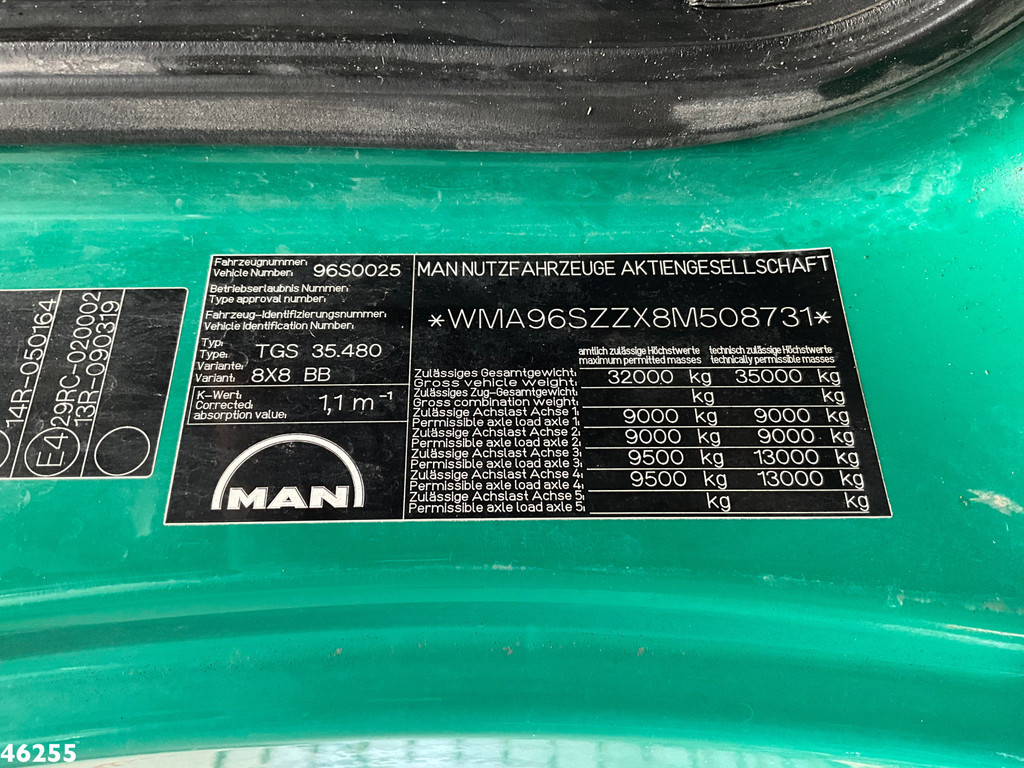 14R-050164
E4
29RC-020002
13R-090319
Fahrzeugnummer:
Vehicle Number:
96S0025
Betriebserlaubnis Nummer:
Type approval number:
Fahrzeug-Identifizierungsnummer:
Vehicle Identification Number:
Typ:
Type:
TGS 35.480
Variante:
Variant:
8X8 BB
K-Wert:
Corrected
absorption value:
1,1 m⁻¹
MAN
MAN NUTZFAHRZEUGE AKTIENGESELLSCHAFT
*WMA96SZZX8M508731*
amtlich zulässige Höchstwerte technisch zulässige Höchstwerte
maximum permitted masses technically permissible masses
Zulässiges Gesamtgewicht:
Gross vehicle weight:
32000 kg 35000 kg
Zulässiges Zug-Gesamtgewicht:
Gross combination weight:
kg kg
Zulässige Achslast Achse 1:
Permissible axle load axle 1:
9000 kg 9000 kg
Zulässige Achslast Achse 2:
Permissible axle load axle 2:
9000 kg 9000 kg
Zulässige Achslast Achse 3:
Permissible axle load axle 3:
9500 kg 13000 kg
Zulässige Achslast Achse 4:
Permissible axle load axle 4:
9500 kg 13000 kg
Zulässige Achslast Achse 5:
Permissible axle load axle 5:
kg kg
46255